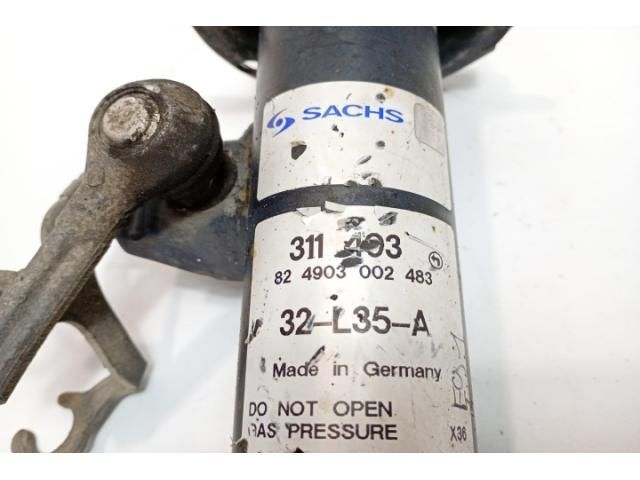 SACHS
311 403
82 4903 002 483
32-L35-A
Made in Germany
DO NOT OPEN
GAS PRESSURE
X36